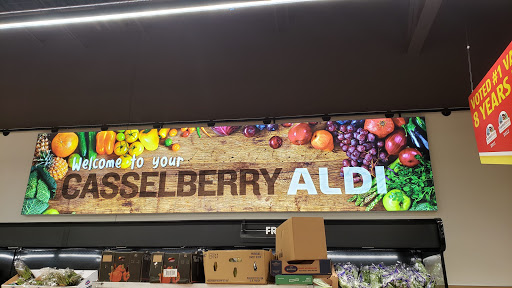 Welcome to your
CASSELBERRY ALDI
VOTED #1 VA
8 YEARS
FR